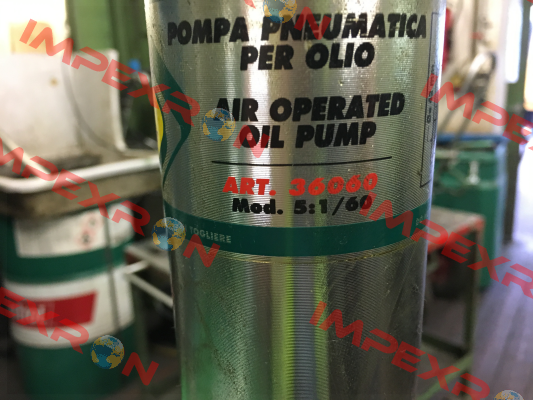 POMPA PNEUMATICA
PER OLIO
AIR OPERATED
OIL PUMP
ART. 36060
Mod. 5:1/60
TOGLIERE
IMPEXRON
IMPEXRON
IMPEXRON
IMPEXRON
IMPEXRON